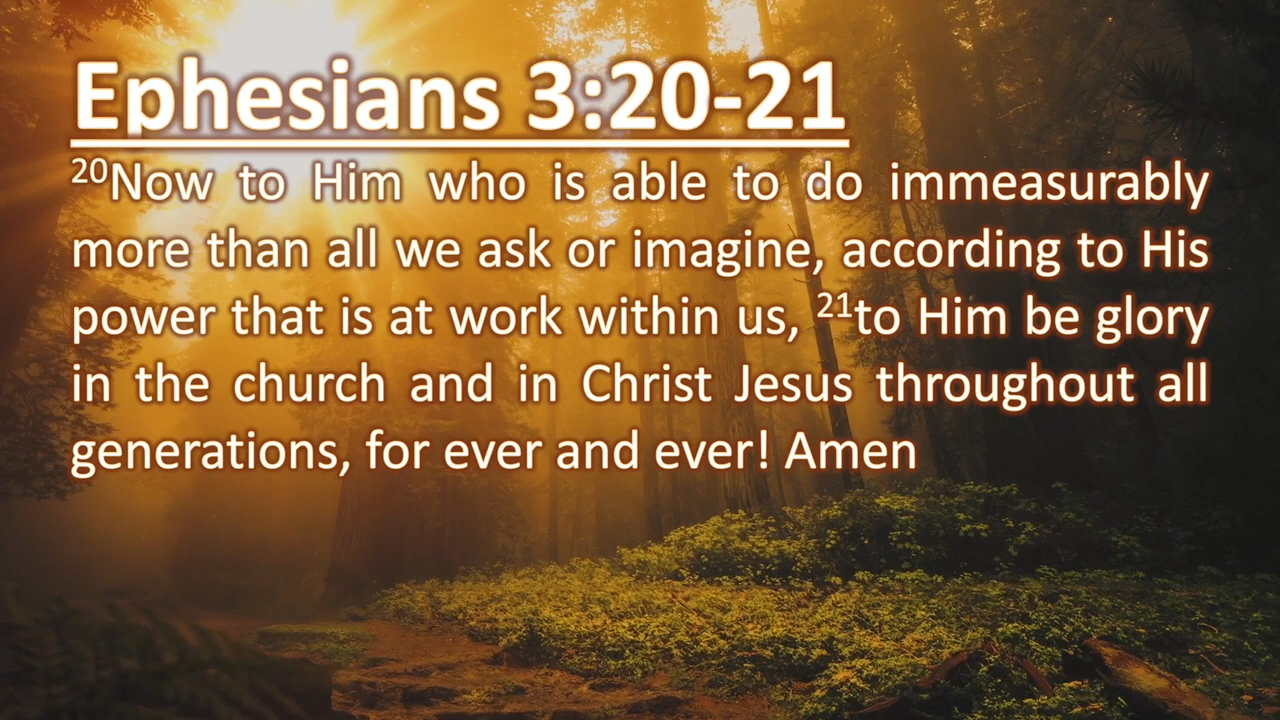 Ephesians 3:20-21
²⁰Now to Him who is able to do immeasurably
more than all we ask or imagine, according to His
power that is at work within us, ²¹to Him be glory
in the church and in Christ Jesus throughout all
generations, for ever and ever! Amen